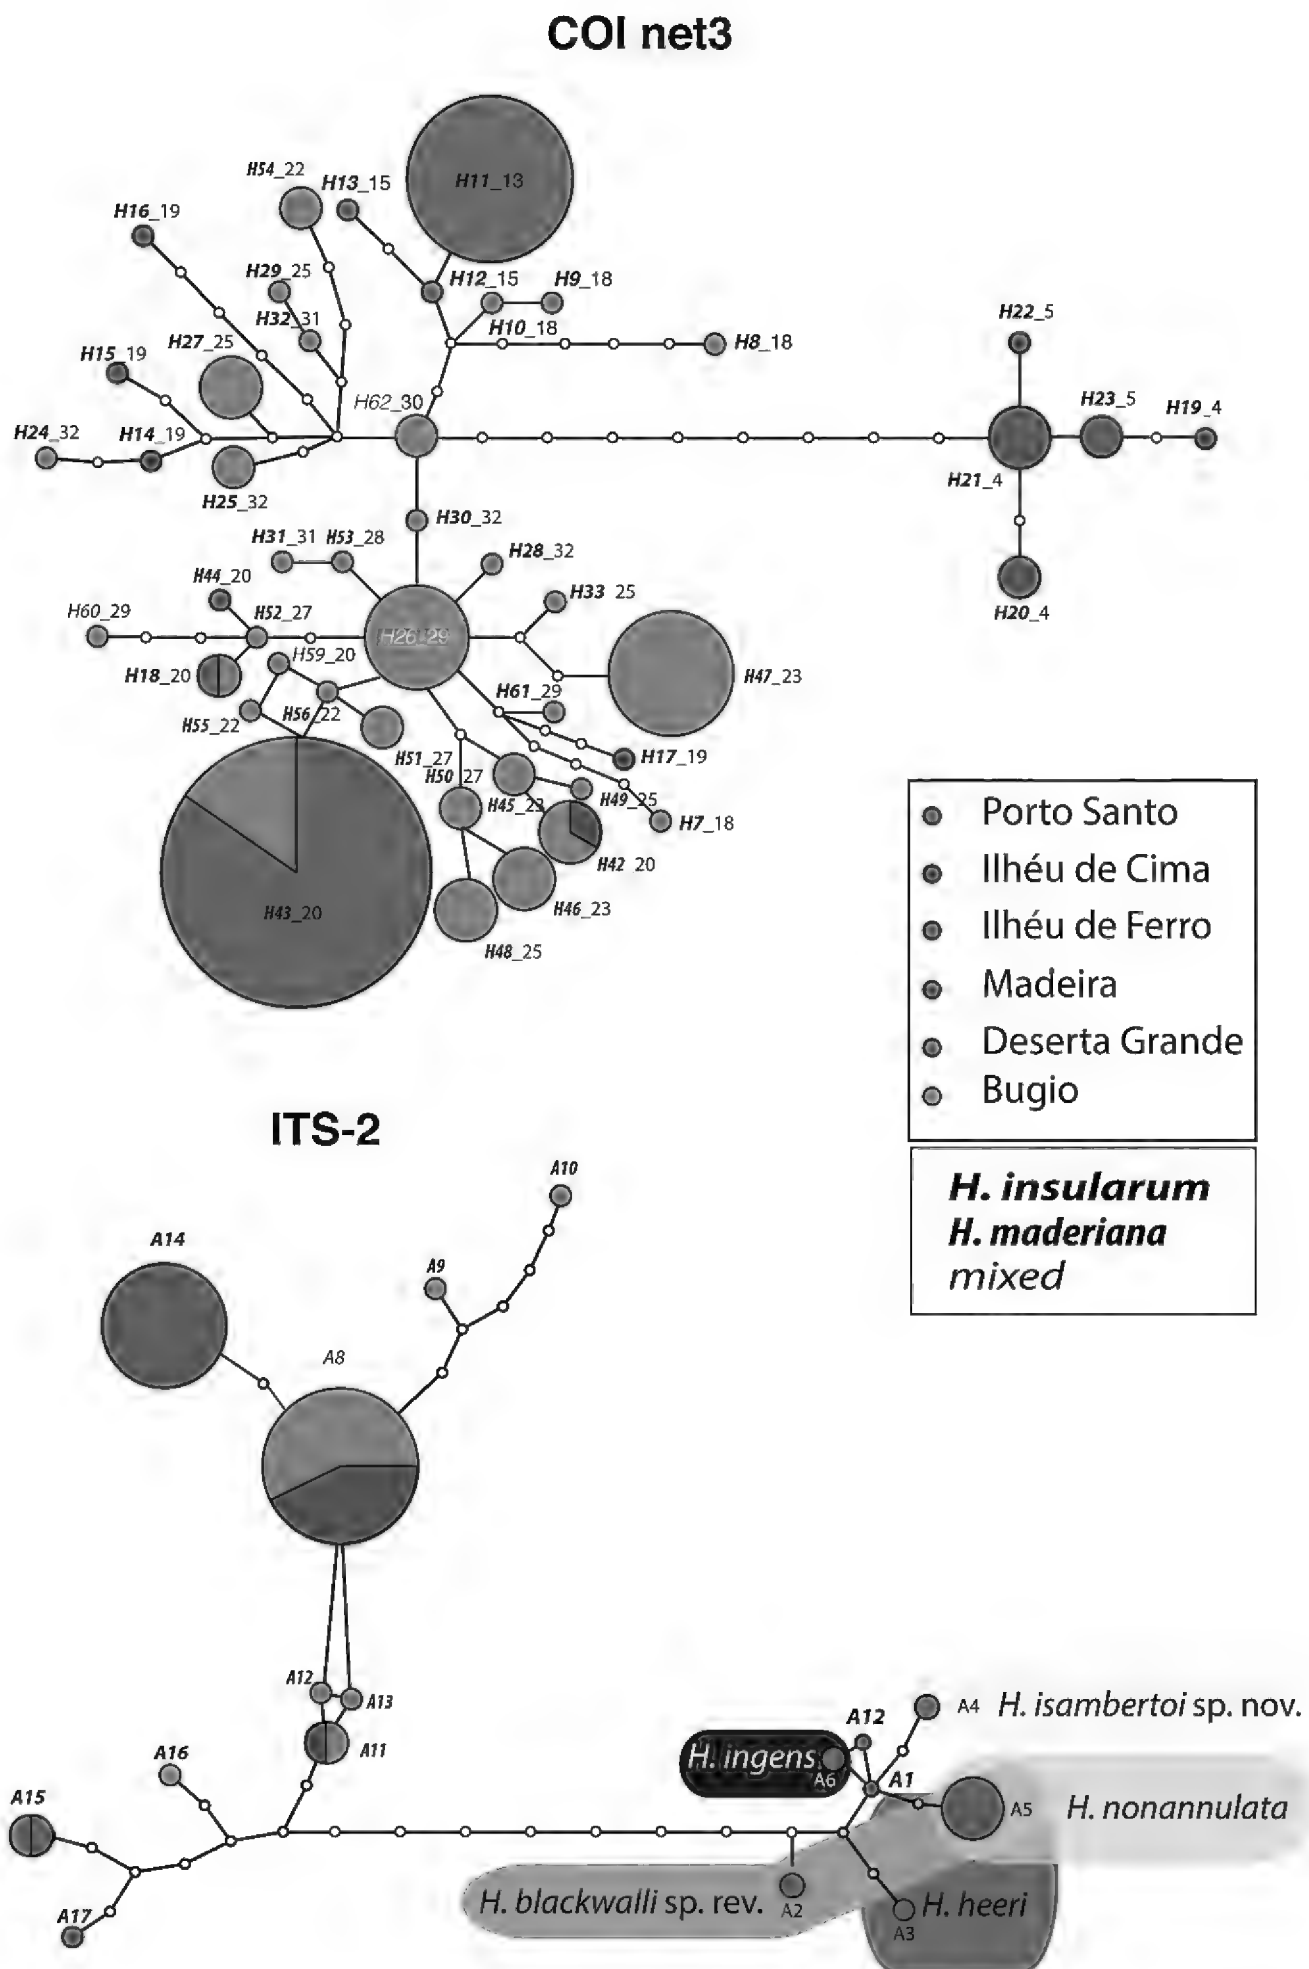 COI net3
H54_22
H13_15
H11_13
H16_19
H29_25
H12_15
H9_18
H32_31
H10_18
H27_25
H8_18
H22_5
H15_19
H62_30
H23_5
H19_4
H24_32
H14_19
H21_4
H25_32
H30_32
H31_31
H53_28
H28_32
H44_20
H33_25
H60_29
H52_27
H26_29
H59_20
H18_20
H47_23
H61_29
H55_22
H56_22
H51_27
H17_19
H50_27
H45_23
H49_25
H7_18
H42_20
H43_20
H46_23
H48_25
Porto Santo
Ilhéu de Cima
Ilhéu de Ferro
Madeira
Deserta Grande
Bugio
H. insularum
H. maderiana
mixed
ITS-2
A10
A14
A9
A8
A12
A13
A11
A16
A15
A17
A4 H. isambertoi sp. nov.
A12
H. ingens
A6
A1
A5 H. nonannulata
H. blackwalli sp. rev.
A2
H. heeri
A3